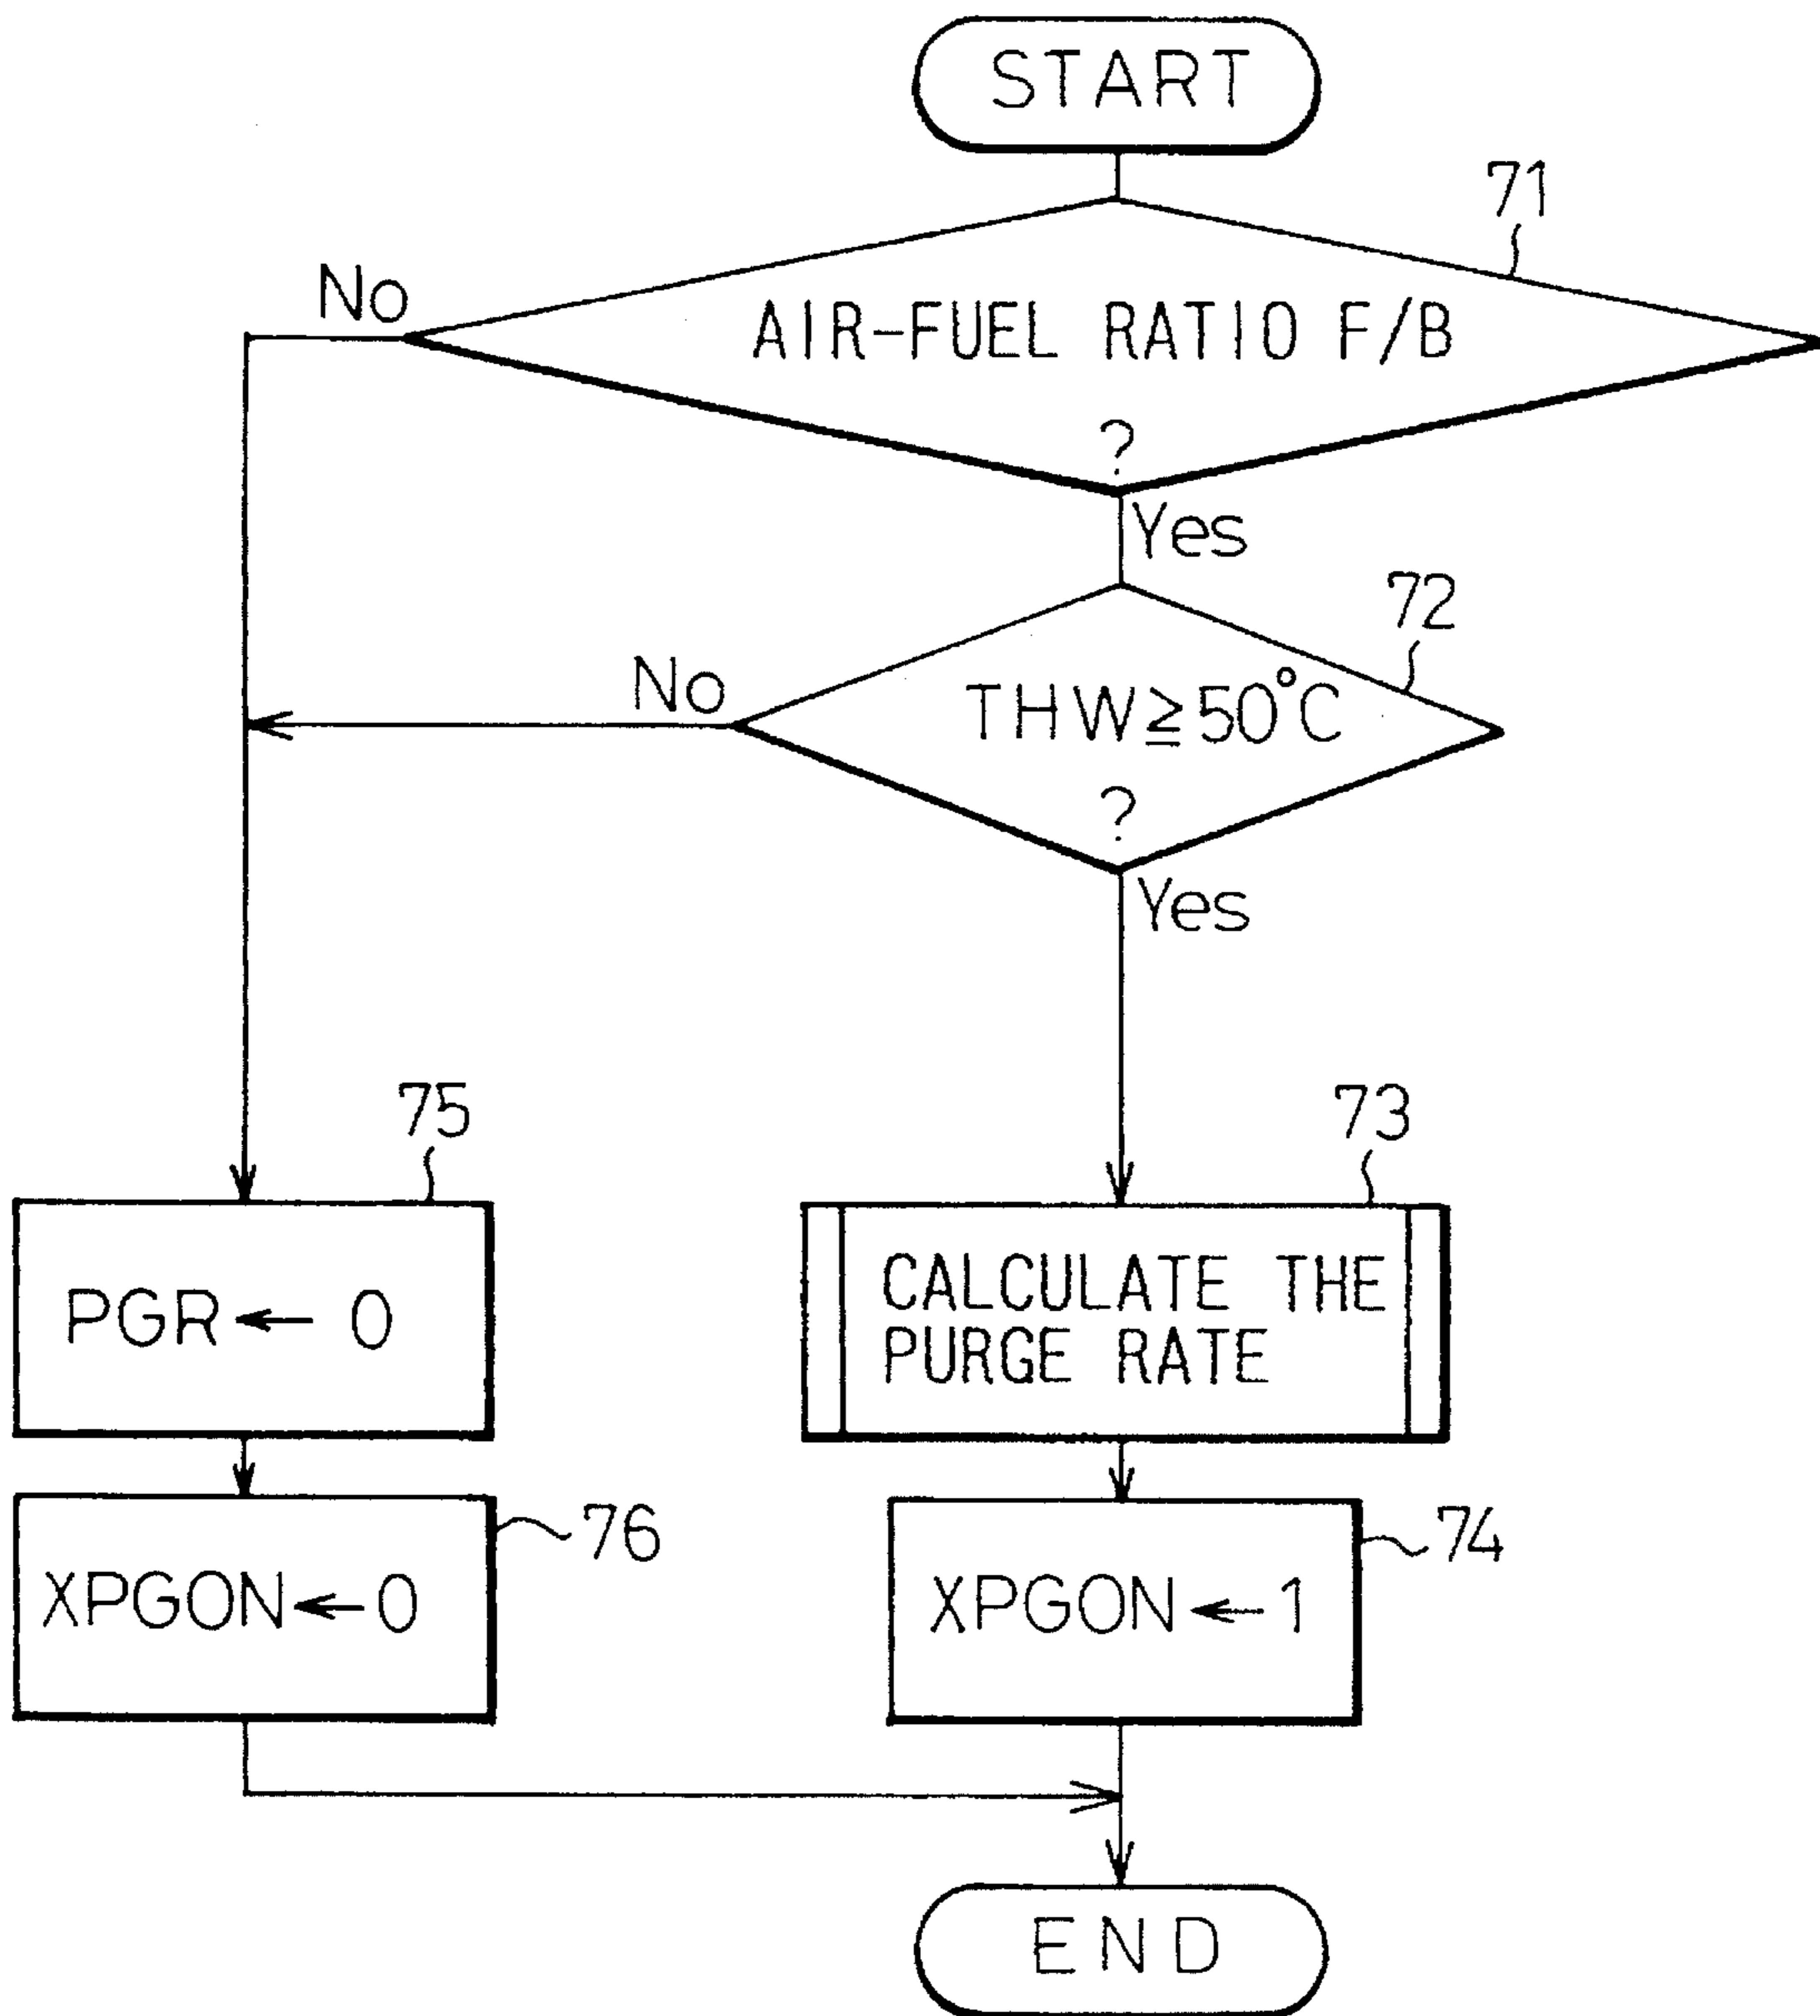 START
71
No
AIR-FUEL RATIO F/B
?
Yes
72
No
THW≧50°C
?
Yes
75
73
PGR ← 0
CALCULATE THE
PURGE RATE
76
74
XPGON ← 0
XPGON ← 1
END